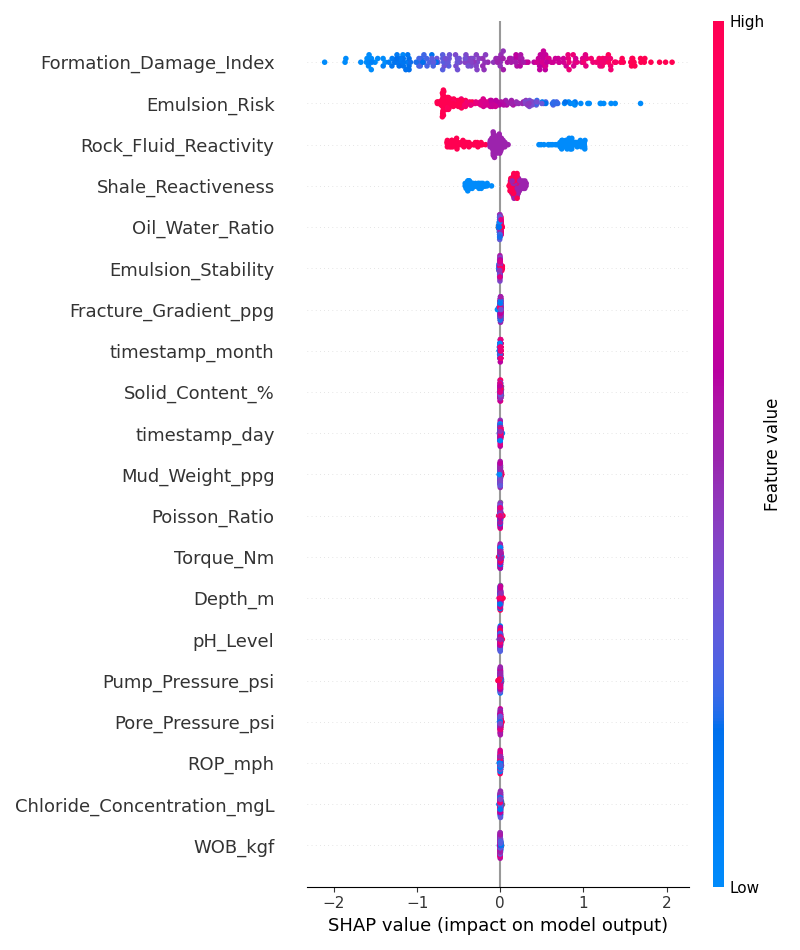 High
Formation_Damage_Index
Emulsion_Risk
Rock_Fluid_Reactivity
Shale_Reactiveness
Oil_Water_Ratio
Emulsion_Stability
Fracture_Gradient_ppg
timestamp_month
Solid_Content_%
timestamp_day
Mud_Weight_ppg
Poisson_Ratio
Torque_Nm
Depth_m
pH_Level
Pump_Pressure_psi
Pore_Pressure_psi
ROP_mph
Chloride_Concentration_mgL
WOB_kgf
Feature value
Low
−2 −1 0 1 2
SHAP value (impact on model output)